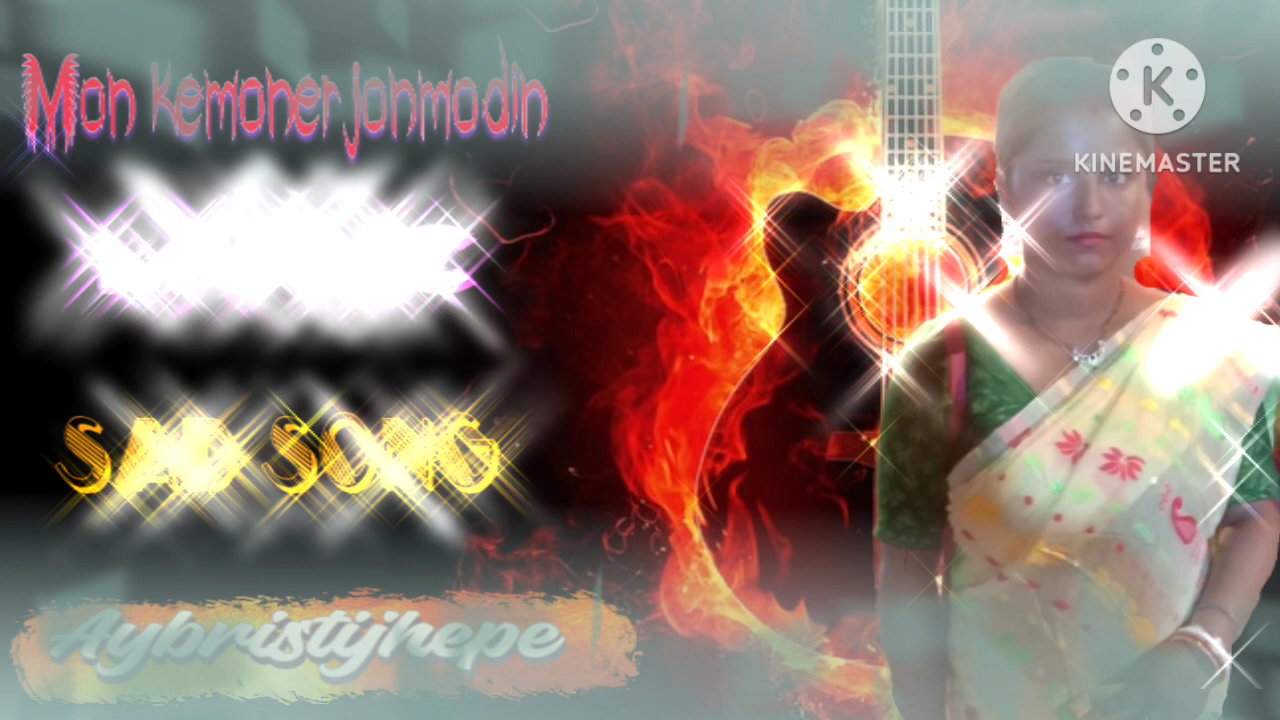 Mon Kemoner jonmodin
SAD SONG
Aybristijhepe
K
KINEMASTER